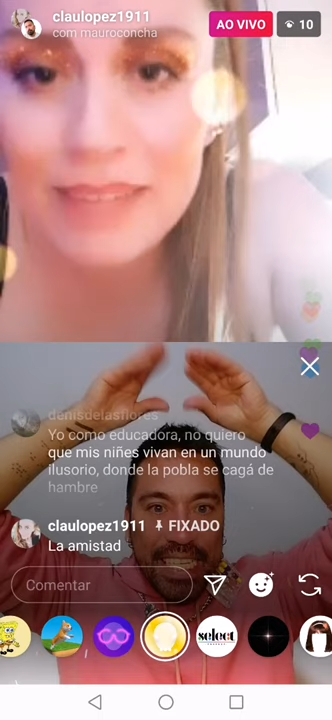 claulopez1911
com mauroconcha
AO VIVO
10
denisdelasflores
Yo como educadora, no quiero
que mis niñes vivan en un mundo
ilusorio, donde la pobla se cagá de
hambre
claulopez1911 FIXADO
La amistad
Comentar
select